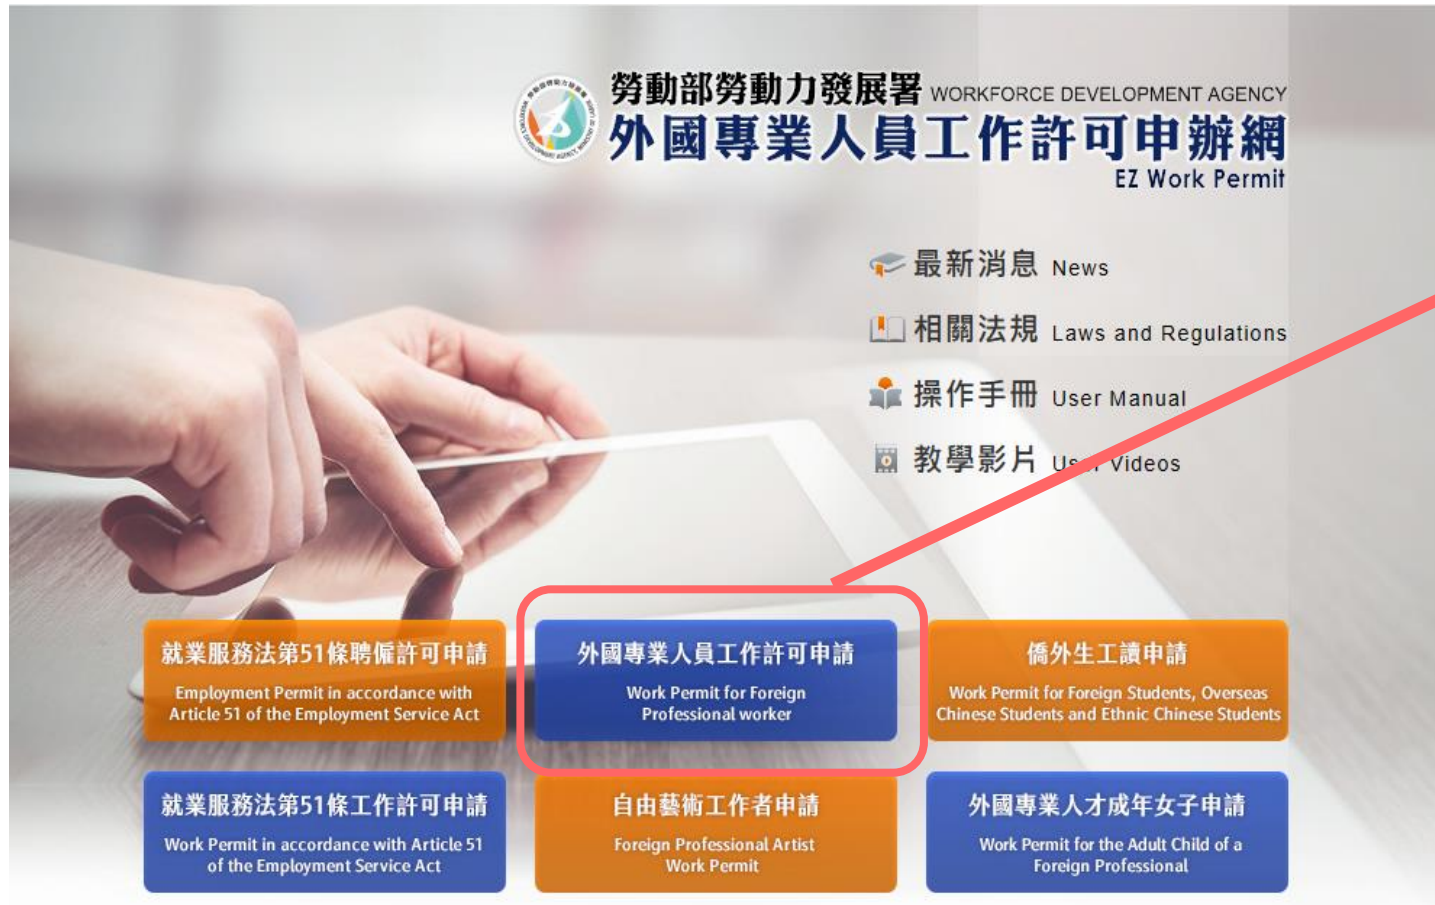 勞動部勞動力發展署 WORKFORCE DEVELOPMENT AGENCY
外國專業人員工作許可申辦網
EZ Work Permit
最新消息 News
相關法規 Laws and Regulations
操作手冊 User Manual
教學影片 User Videos
就業服務法第51條聘僱許可申請
Employment Permit in accordance with
Article 51 of the Employment Service Act
外國專業人員工作許可申請
Work Permit for Foreign
Professional worker
僑外生工讀申請
Work Permit for Foreign Students, Overseas
Chinese Students and Ethnic Chinese Students
就業服務法第51條工作許可申請
Work Permit in accordance with Article 51
of the Employment Service Act
自由藝術工作者申請
Foreign Professional Artist
Work Permit
外國專業人才成年女子申請
Work Permit for the Adult Child of a
Foreign Professional